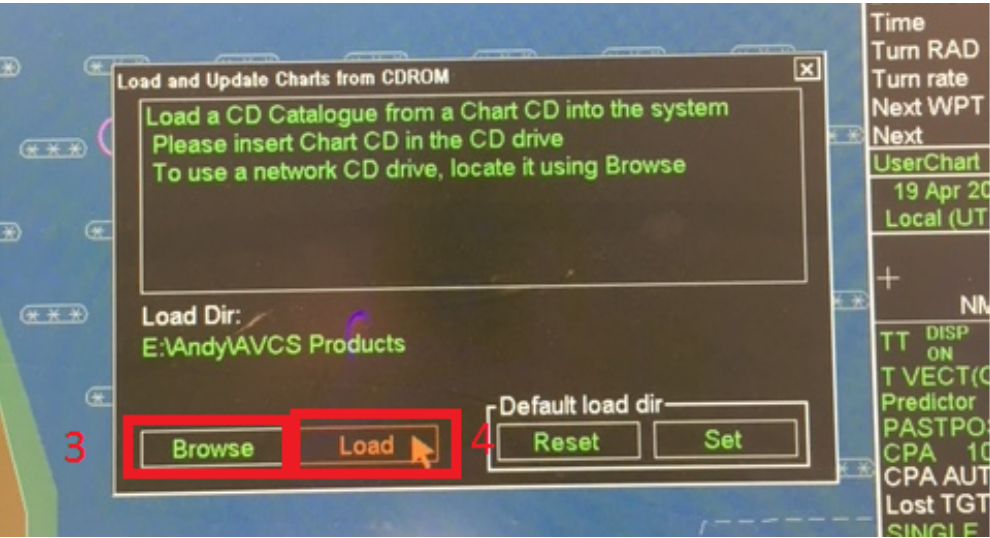 Load and Update Charts from CDROM
Load a CD Catalogue from a Chart CD into the system
Please insert Chart CD in the CD drive
To use a network CD drive, locate it using Browse
Load Dir:
E:\Andy\AVCS Products
Default load dir
3
Browse
Load
4
Reset
Set
Time
Turn RAD
Turn rate
Next WPT
Next
UserChart
19 Apr 20
Local (UT
NM
TT DISP
ON
T VECT(
Predictor
PASTPO
CPA 10
CPA AUT
Lost TGT
SINGLE